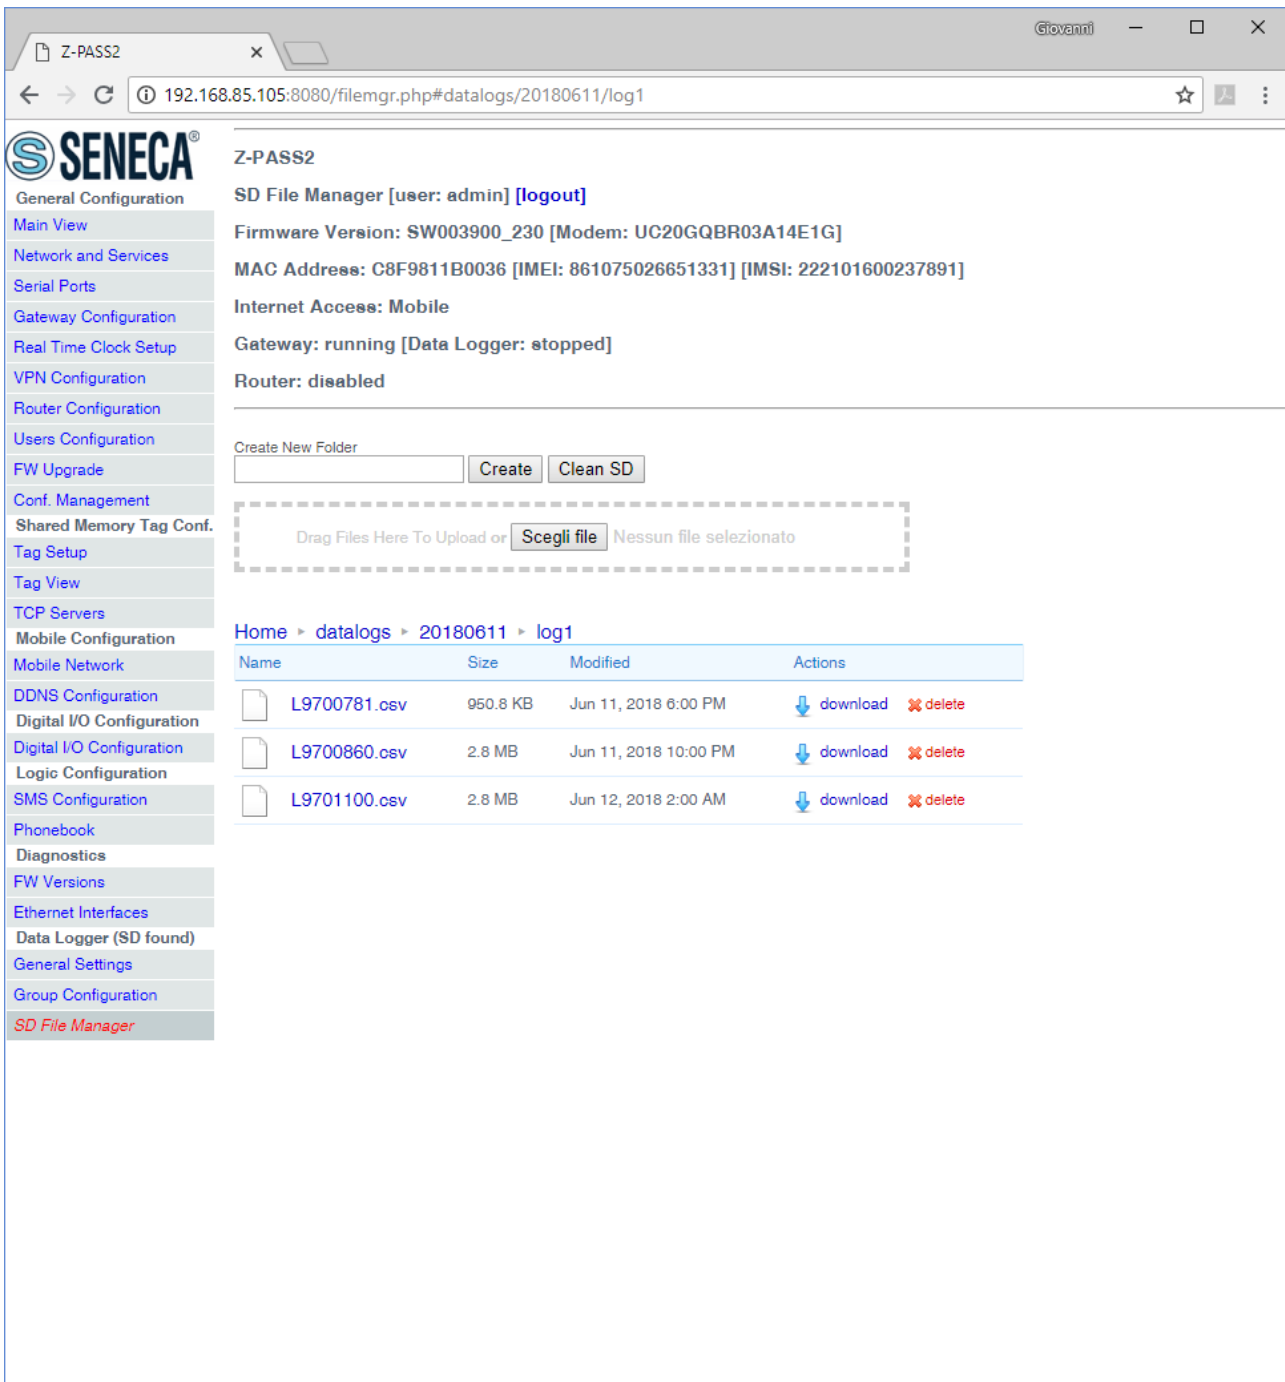 Giovanni
Z-PASS2
192.168.85.105:8080/filemgr.php#datalogs/20180611/log1
SENECA®
General Configuration
Main View
Network and Services
Serial Ports
Gateway Configuration
Real Time Clock Setup
VPN Configuration
Router Configuration
Users Configuration
FW Upgrade
Conf. Management
Shared Memory Tag Conf.
Tag Setup
Tag View
TCP Servers
Mobile Configuration
Mobile Network
DDNS Configuration
Digital I/O Configuration
Digital I/O Configuration
Logic Configuration
SMS Configuration
Phonebook
Diagnostics
FW Versions
Ethernet Interfaces
Data Logger (SD found)
General Settings
Group Configuration
SD File Manager
Z-PASS2
SD File Manager [user: admin] [logout]
Firmware Version: SW003900_230 [Modem: UC20GQBR03A14E1G]
MAC Address: C8F9811B0036 [IMEI: 861075026651331] [IMSI: 222101600237891]
Internet Access: Mobile
Gateway: running [Data Logger: stopped]
Router: disabled
Create New Folder
Create Clean SD
Drag Files Here To Upload or Scegli file Nessun file selezionato
Home ▸ datalogs ▸ 20180611 ▸ log1
Name Size Modified Actions
L9700781.csv 950.8 KB Jun 11, 2018 6:00 PM download delete
L9700860.csv 2.8 MB Jun 11, 2018 10:00 PM download delete
L9701100.csv 2.8 MB Jun 12, 2018 2:00 AM download delete